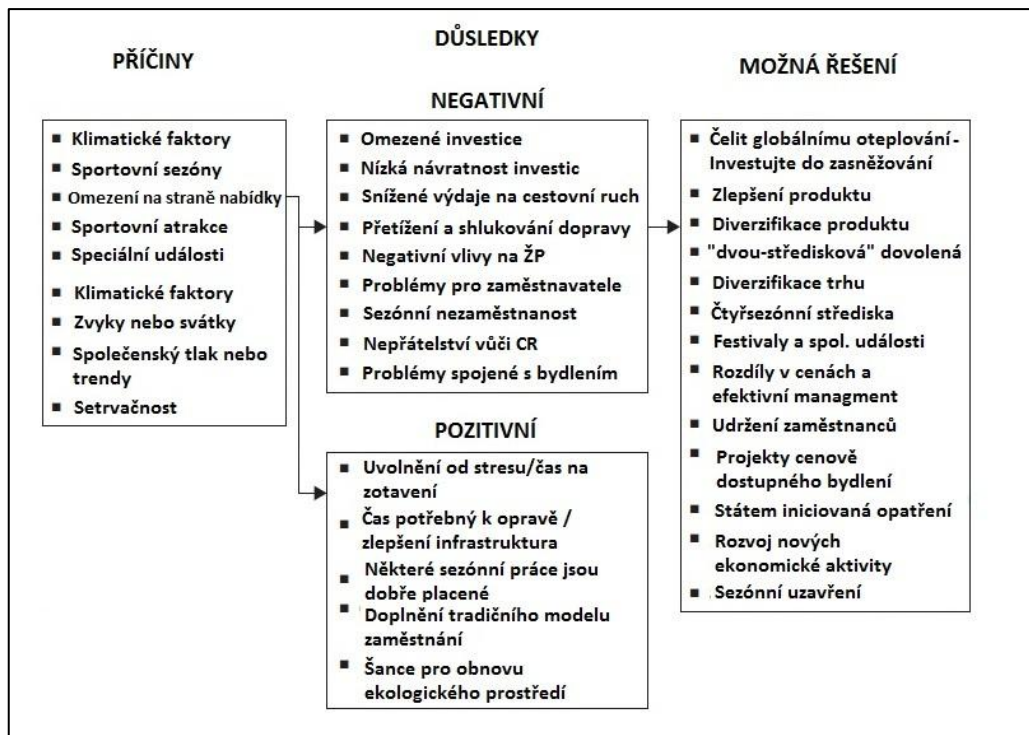 PŘÍČINY
Klimatické faktory
Sportovní sezóny
Omezení na straně nabídky
Sportovní atrakce
Speciální události
Klimatické faktory
Zvyky nebo svátky
Společenský tlak nebo
trendy
Setrvačnost
DŮSLEDKY
NEGATIVNÍ
Omezené investice
Nízká návratnost investic
Snížené výdaje na cestovní ruch
Přetížení a shlukování dopravy
Negativní vlivy na ŽP
Problémy pro zaměstnavatele
Sezónní nezaměstnanost
Nepřátelství vůči CR
Problémy spojené s bydlením
POZITIVNÍ
Uvolnění od stresu/čas na
zotavení
Čas potřebný k opravě /
zlepšení infrastruktura
Některé sezónní práce jsou
dobře placené
Doplnění tradičního modelu
zaměstnání
Šance pro obnovu
ekologického prostředí
MOŽNÁ ŘEŠENÍ
Čelit globálnímu oteplování -
Investujte do zasněžování
Zlepšení produktu
Diverzifikace produktu
"dvou-středisková" dovolená
Diverzifikace trhu
Čtyřsezónní střediska
Festivaly a spol. události
Rozdíly v cenách a
efektivní managment
Udržení zaměstnanců
Projekty cenově
dostupného bydlení
Státem iniciovaná opatření
Rozvoj nových
ekonomické aktivity
Sezónní uzavření